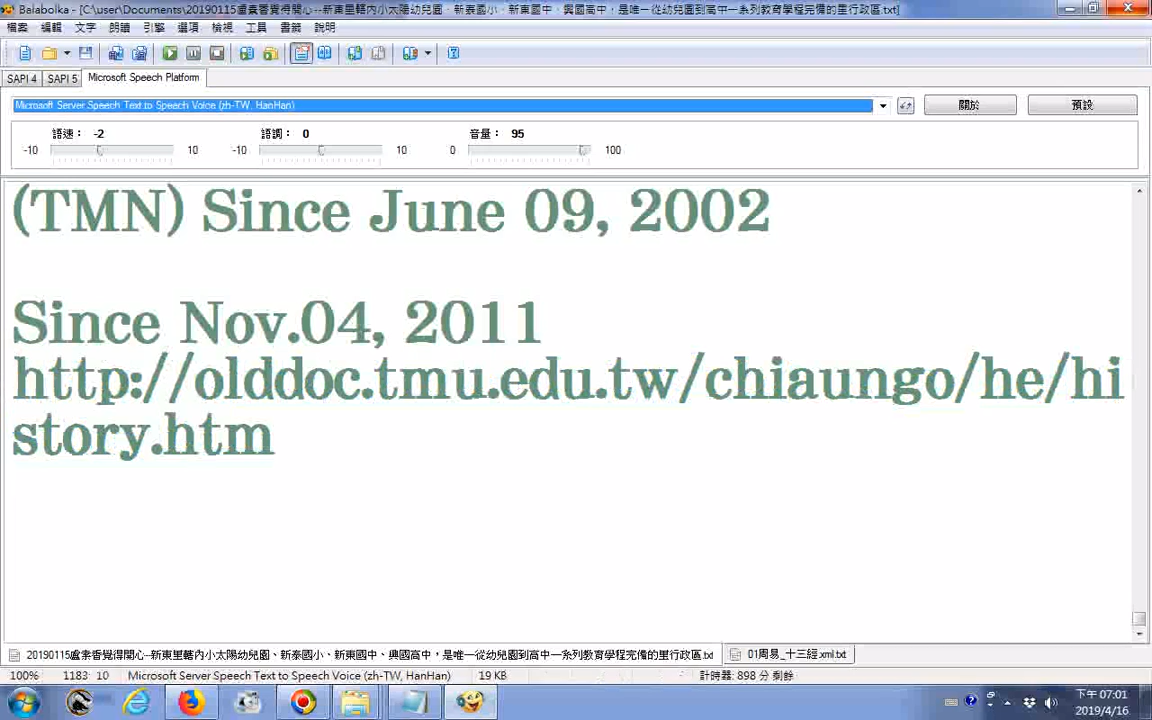 Balabolka - [C:\user\Documents\20190115盧素香覺得開心--新東里轄內小太陽幼兒園、新泰國小、新東國中、興國高中，是唯一從幼兒園到高中一系列教育學程完備的里行政區.txt]
檔案 編輯 文字 朗讀 引擎 選項 檢視 工具 書籤 說明
SAPI 4 SAPI 5 Microsoft Speech Platform
Microsoft Server Speech Text to Speech Voice (zh-TW, HanHan) 關於 預設
語速： -2 語調： 0 音量： 95
-10 10 -10 10 0 100
(TMN) Since June 09, 2002
Since Nov.04, 2011
http://olddoc.tmu.edu.tw/chiaungo/he/hi
story.htm
20190115盧素香覺得開心--新東里轄內小太陽幼兒園、新泰國小、新東國中、興國高中，是唯一從幼兒園到高中一系列教育學程完備的里行政區.txt 01周易_十三經.xml.txt
100% 1183: 10 Microsoft Server Speech Text to Speech Voice (zh-TW, HanHan) 19 KB 計時器: 898 分 剩餘
下午 07:01
2019/4/16